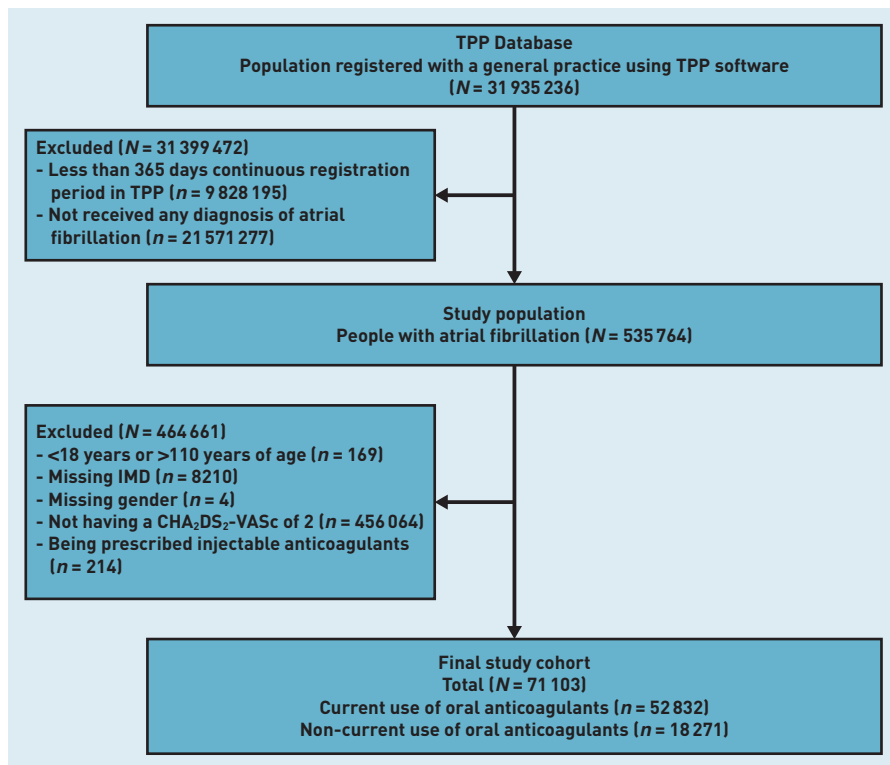 TPP Database
Population registered with a general practice using TPP software
(N = 31 935 236)
Excluded (N = 31 399 472)
- Less than 365 days continuous registration
period in TPP (n = 9 828 195)
- Not received any diagnosis of atrial
fibrillation (n = 21 571 277)
Study population
People with atrial fibrillation (N = 535 764)
Excluded (N = 464 661)
- <18 years or >110 years of age (n = 169)
- Missing IMD (n = 8210)
- Missing gender (n = 4)
- Not having a CHA₂DS₂-VASc of 2 (n = 456 064)
- Being prescribed injectable anticoagulants
(n = 214)
Final study cohort
Total (N = 71 103)
Current use of oral anticoagulants (n = 52 832)
Non-current use of oral anticoagulants (n = 18 271)